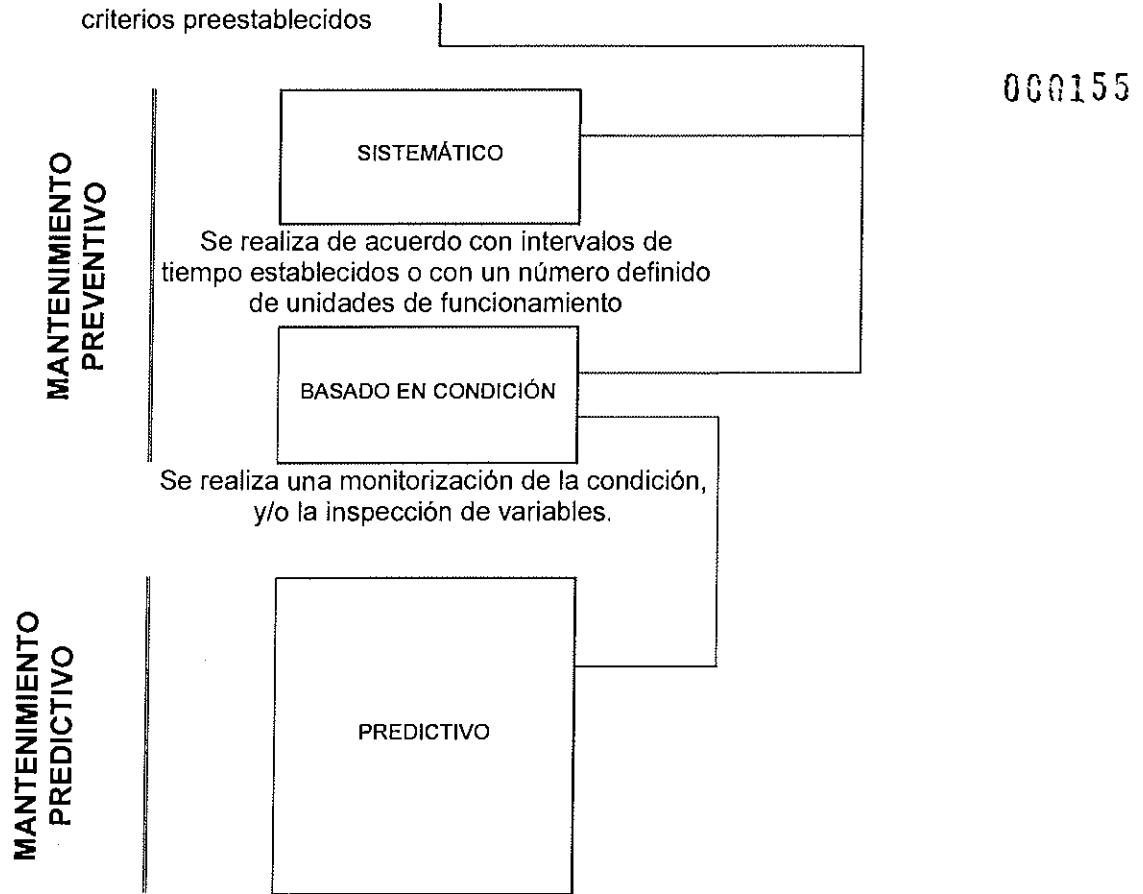 criterios preestablecidos
000155
MANTENIMIENTO
PREVENTIVO
SISTEMÁTICO
Se realiza de acuerdo con intervalos de
tiempo establecidos o con un número definido
de unidades de funcionamiento
BASADO EN CONDICIÓN
Se realiza una monitorización de la condición,
y/o la inspección de variables.
MANTENIMIENTO
PREDICTIVO
PREDICTIVO